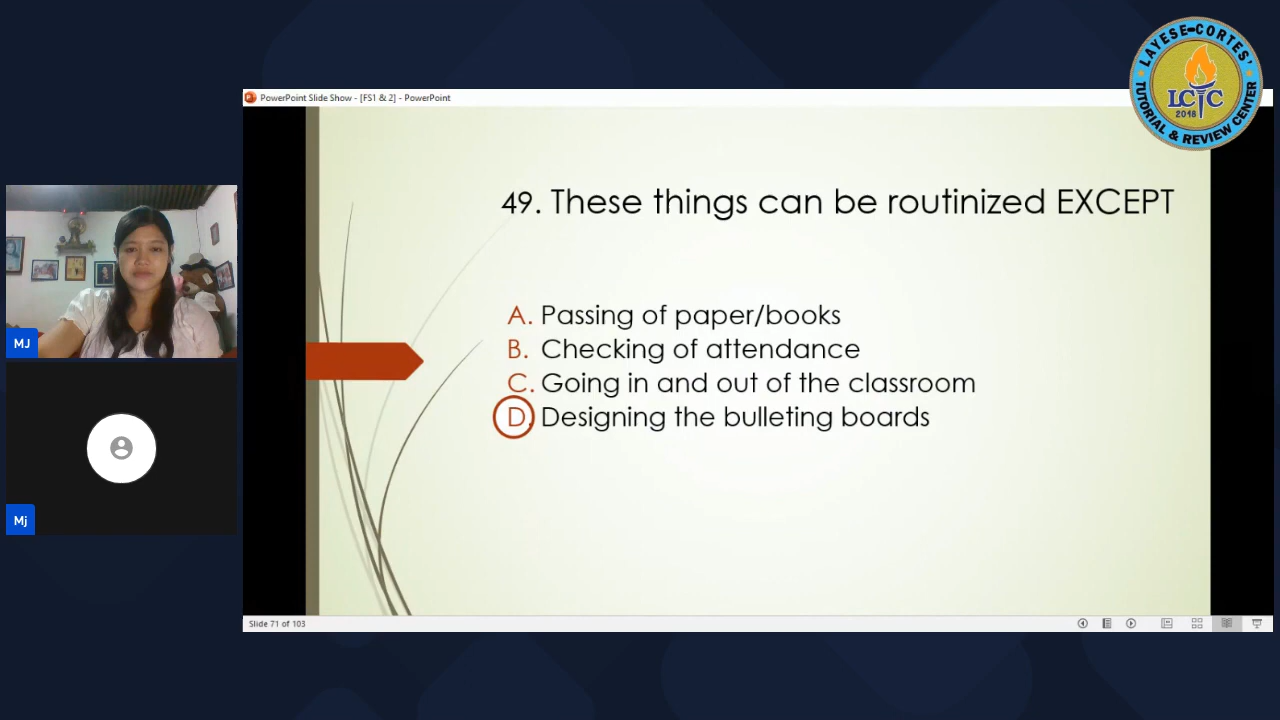 LAYESE-CORTES'
LCTC
2018
TUTORIAL & REVIEW CENTER
PowerPoint Slide Show - [FS1 & 2] - PowerPoint
49. These things can be routinized EXCEPT
A. Passing of paper/books
B. Checking of attendance
C. Going in and out of the classroom
D. Designing the bulleting boards
MJ
Mj
Slide 71 of 103